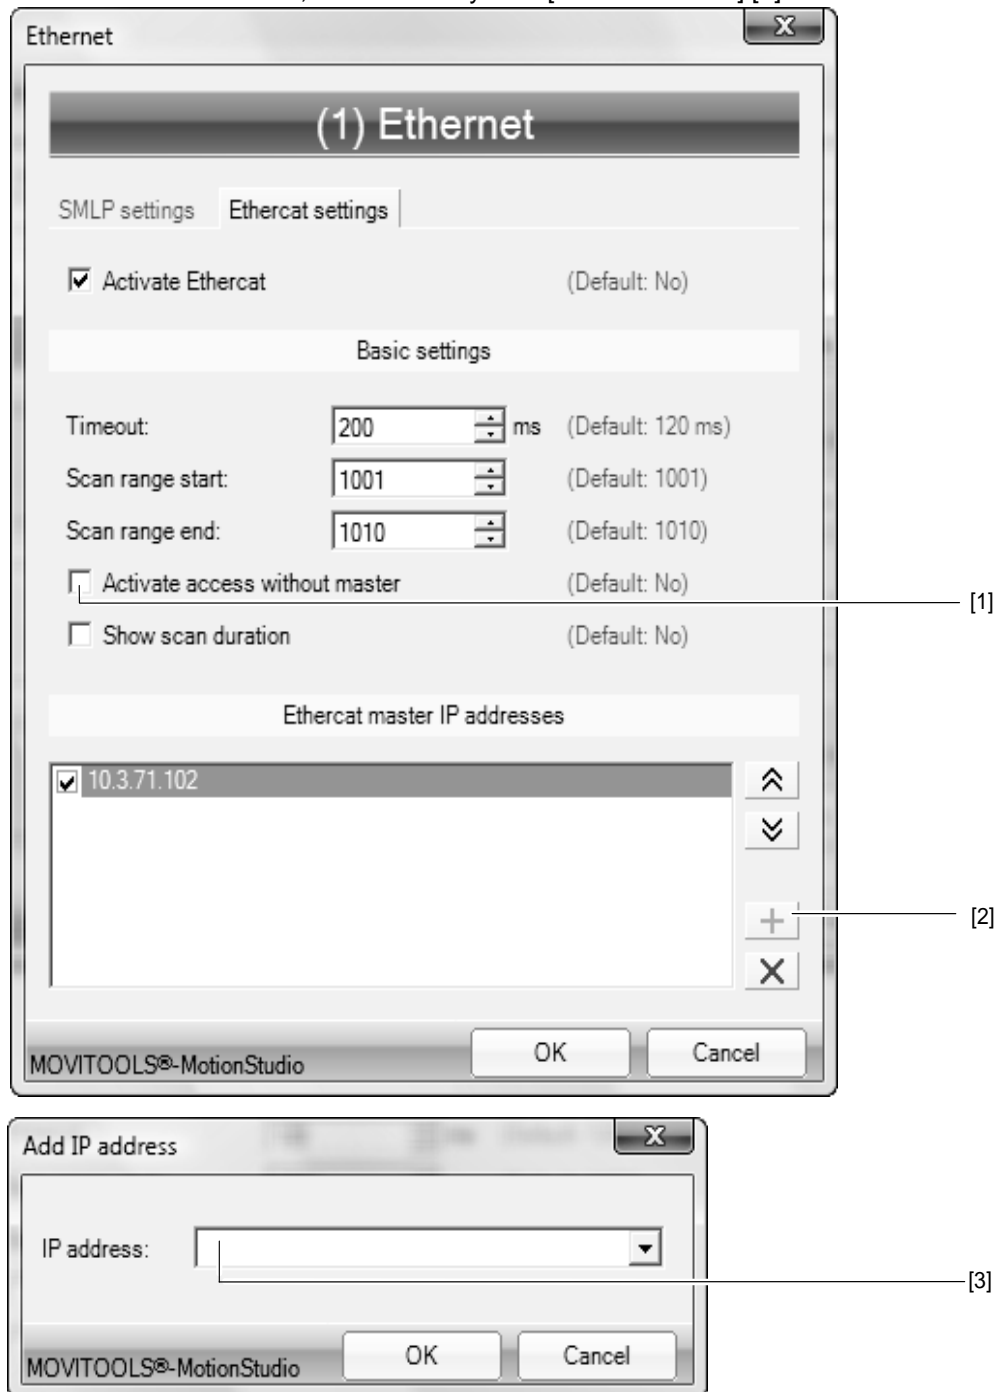 Ethernet
(1) Ethernet
SMLP settings Ethercat settings
Activate Ethercat (Default: No)
Basic settings
Timeout: 200 ms (Default: 120 ms)
Scan range start: 1001 (Default: 1001)
Scan range end: 1010 (Default: 1010)
Activate access without master (Default: No)
[1]
Show scan duration (Default: No)
Ethercat master IP addresses
10.3.71.102
[2]
OK Cancel
MOVITOOLS®-MotionStudio
Add IP address
IP address:
[3]
OK Cancel
MOVITOOLS®-MotionStudio